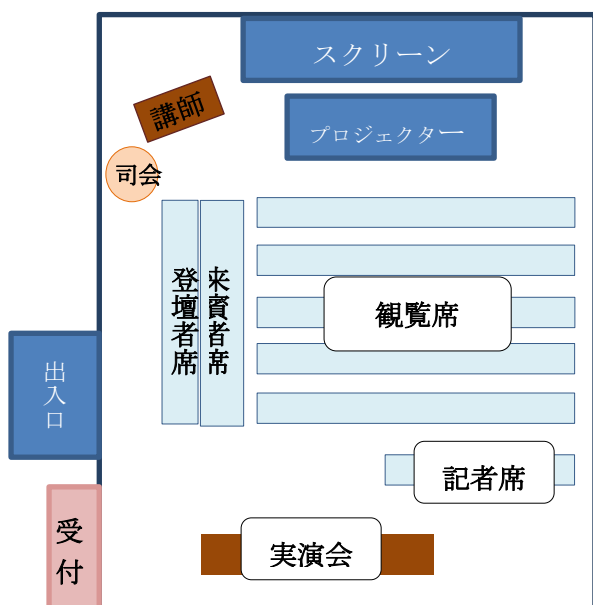 スクリーン
講師
プロジェクター
司会
登壇者席
来賓者席
観覧席
出入口
記者席
受付
実演会